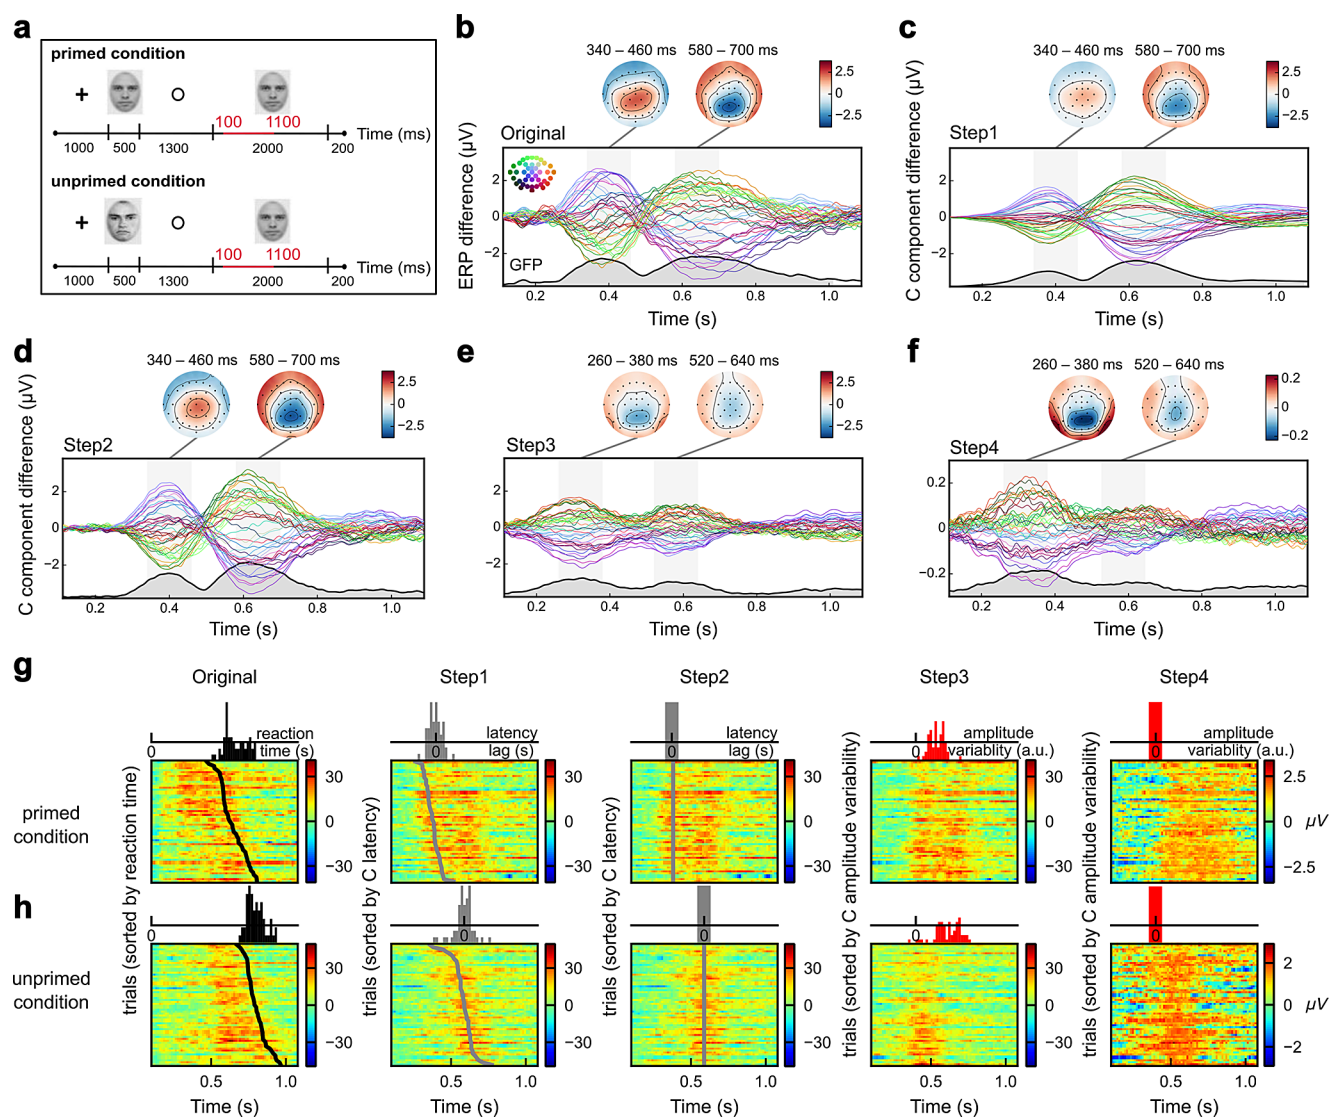 a
primed condition
+
100 1100
Time (ms)
1000 500 1300 2000 200
unprimed condition
+
100 1100
Time (ms)
1000 500 1300 2000 200
b
340 – 460 ms 580 – 700 ms
2.5
0
−2.5
Original
ERP difference (μV)
2
0
−2
GFP
0.2 0.4 0.6 0.8 1.0
Time (s)
c
340 – 460 ms 580 – 700 ms
2.5
0
−2.5
Step1
C component difference (μV)
2
0
−2
0.2 0.4 0.6 0.8 1.0
Time (s)
d
340 – 460 ms 580 – 700 ms
2.5
0
−2.5
Step2
C component difference (μV)
2
0
−2
0.2 0.4 0.6 0.8 1.0
Time (s)
e
260 – 380 ms 520 – 640 ms
2.5
0
−2.5
Step3
2
0
−2
0.2 0.4 0.6 0.8 1.0
Time (s)
f
260 – 380 ms 520 – 640 ms
0.2
0
−0.2
Step4
0.2
0
−0.2
0.2 0.4 0.6 0.8 1.0
Time (s)
g
Original Step1 Step2 Step3 Step4
primed
condition
trials (sorted by reaction time)
0
reaction
time (s)
30
0
−30
trials (sorted by C latency)
0
latency
lag (s)
30
0
−30
trials (sorted by C latency)
0
latency
lag (s)
30
0
−30
trials (sorted by C amplitude variability)
0
amplitude
variablity (a.u.)
30
0
−30
trials (sorted by C amplitude variability)
0
amplitude
variablity (a.u.)
2.5
0
−2.5
μV
h
unprimed
condition
0
30
0
−30
0.5 1.0
Time (s)
0
30
0
−30
0.5 1.0
Time (s)
0
30
0
−30
0.5 1.0
Time (s)
0
30
0
−30
0.5 1.0
Time (s)
0
2
0
−2
μV
0.5 1.0
Time (s)